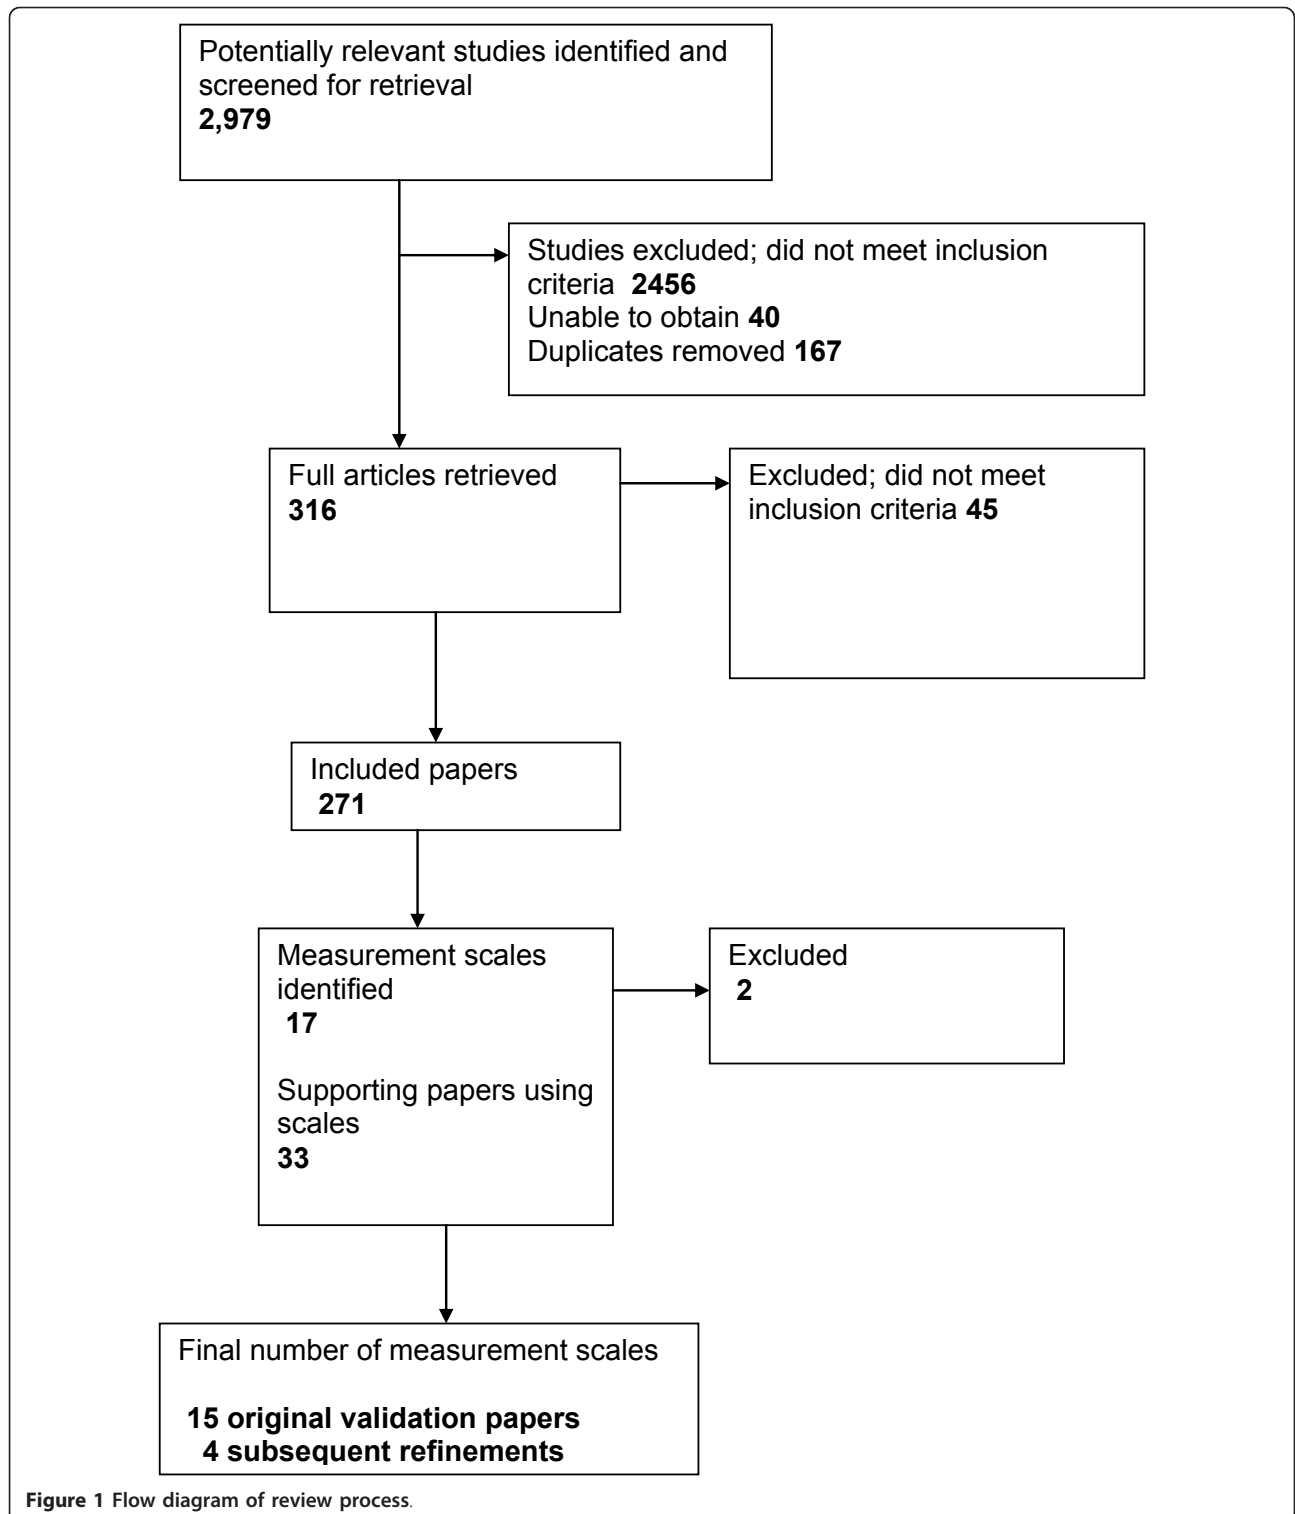 Potentially relevant studies identified and
screened for retrieval
2,979
Studies excluded; did not meet inclusion
criteria 2456
Unable to obtain 40
Duplicates removed 167
Full articles retrieved
316
Excluded; did not meet
inclusion criteria 45
Included papers
271
Measurement scales
identified
17
Supporting papers using
scales
33
Excluded
2
Final number of measurement scales
15 original validation papers
4 subsequent refinements
Figure 1 Flow diagram of review process.